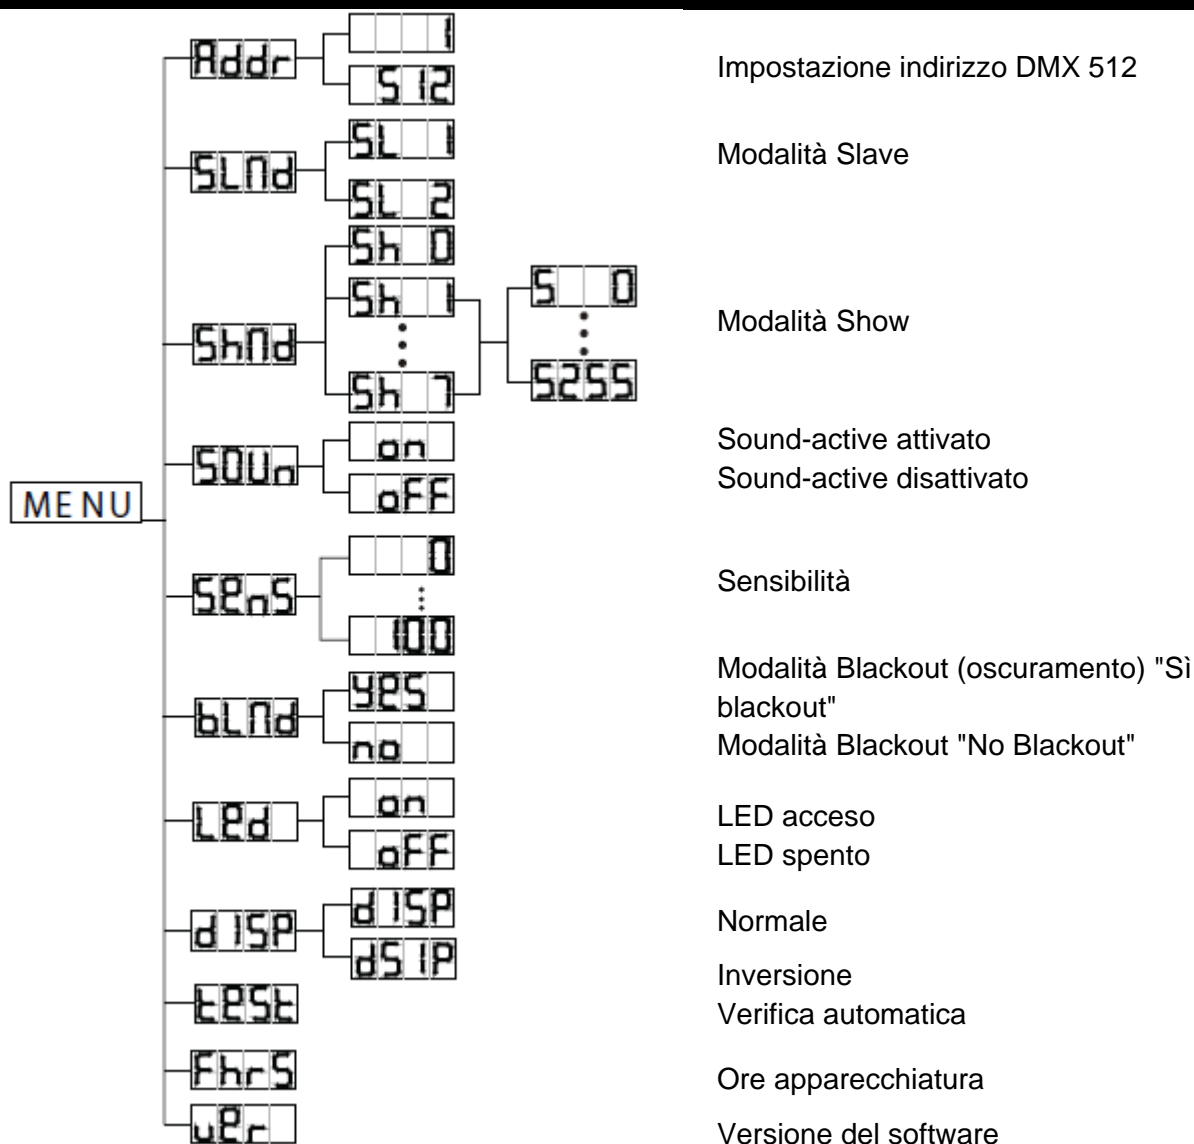 MENU
Addr
1
512
Impostazione indirizzo DMX 512
SLMd
SL 1
SL 2
Modalità Slave
ShMd
Sh 0
Sh 1
Sh 7
S 0
S255
Modalità Show
SOUn
on
oFF
Sound-active attivato
Sound-active disattivato
SenS
0
100
Sensibilità
bLMd
yeS
no
Modalità Blackout (oscuramento) "Sì
blackout"
Modalità Blackout "No Blackout"
Led
on
oFF
LED acceso
LED spento
dISP
dISP
dSIP
Normale
Inversione
teSt
Verifica automatica
FhrS
Ore apparecchiatura
ver
Versione del software